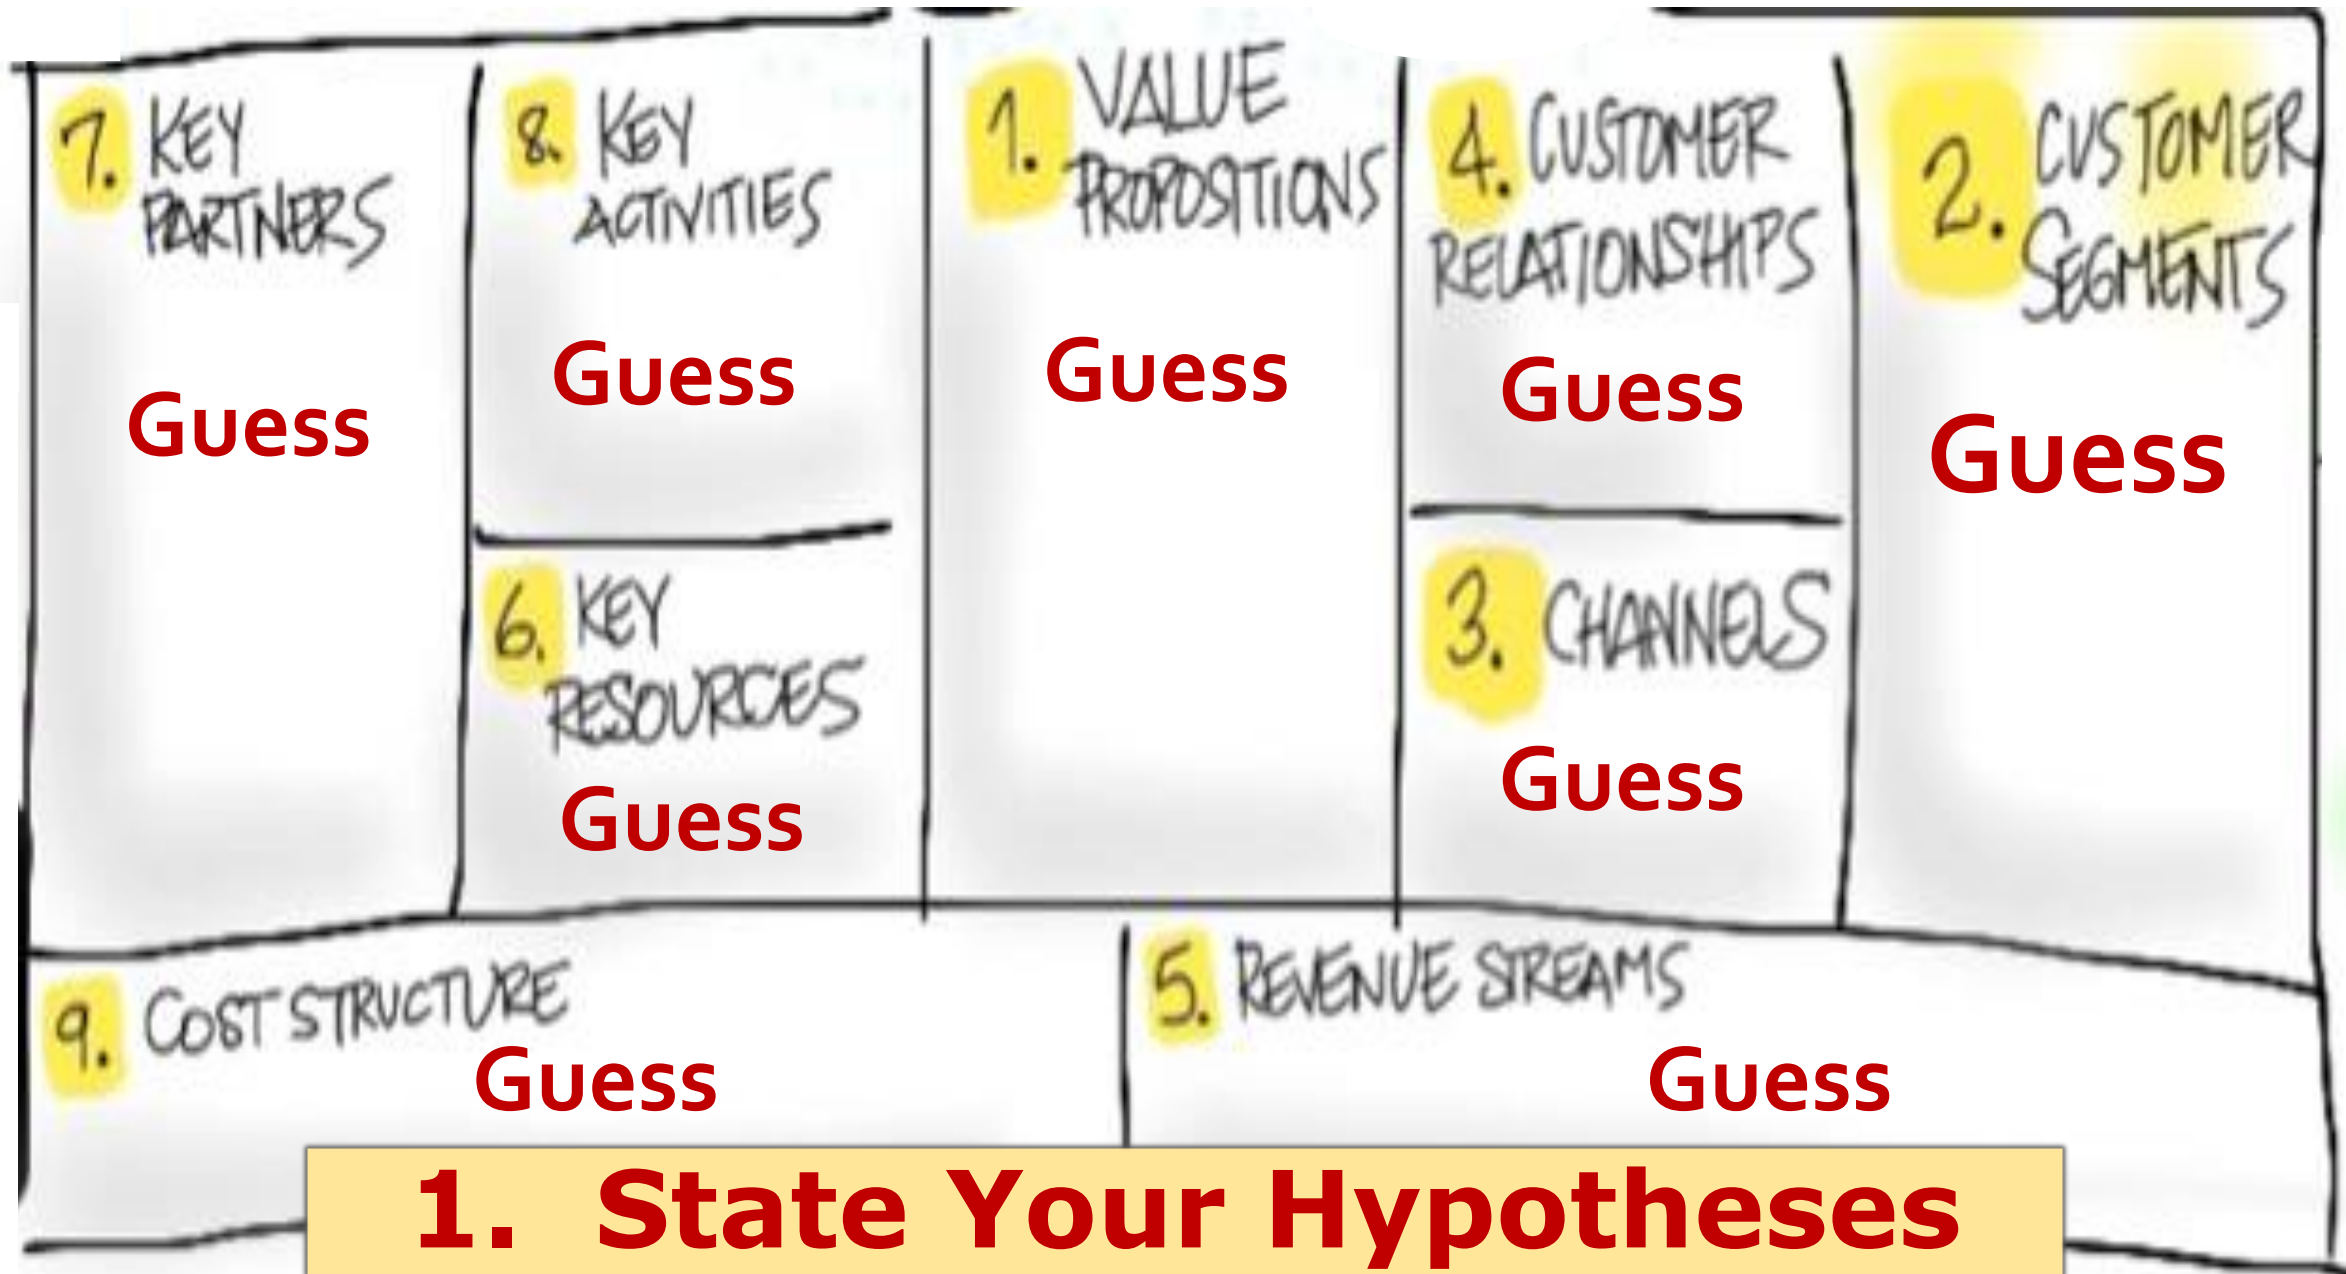 7. KEY
PARTNERS
Guess
8. KEY
ACTIVITIES
Guess
6. KEY
RESOURCES
Guess
1. VALUE
PROPOSITIONS
Guess
4. CUSTOMER
RELATIONSHIPS
Guess
3. CHANNELS
Guess
2. CUSTOMER
SEGMENTS
Guess
9. COST STRUCTURE
Guess
5. REVENUE STREAMS
Guess
1. State Your Hypotheses